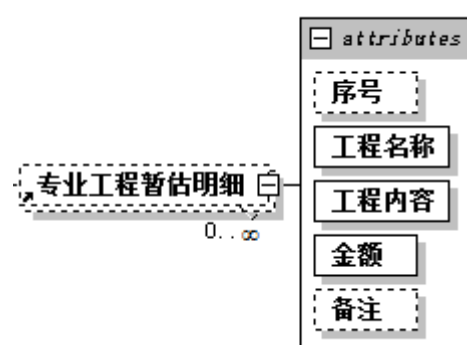 attributes
序号
工程名称
专业工程暂估明细
工程内容
0..∞
金额
备注